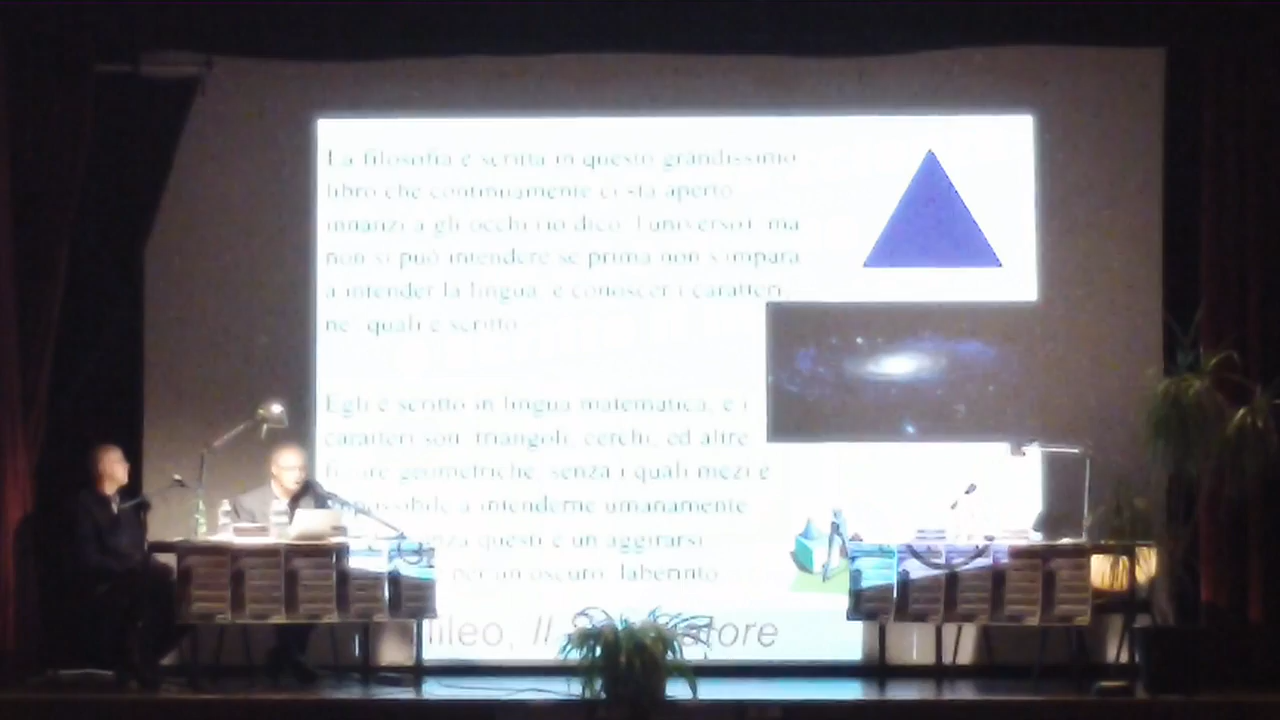 La filosofia è scritta in questo grandissimo
libro che continuamente ci sta aperto
innanzi a gli occhi (io dico l'universo), ma
non si può intendere se prima non s'impara
a intender la lingua, e conoscer i caratteri,
ne' quali è scritto.
Egli è scritto in lingua matematica, e i
caratteri son triangoli, cerchi, ed altre
figure geometriche, senza i quali mezi è
impossibile a intenderne umanamente
questi è un aggirarsi
per un oscuro laberinto.
lileo, Il